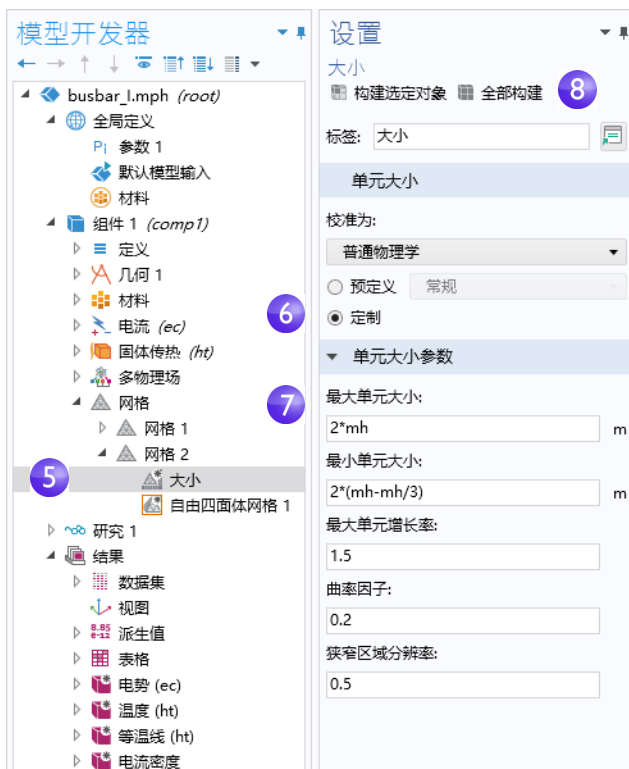 模型开发器
busbar_l.mph (root)
全局定义
Pi 参数 1
默认模型输入
材料
组件 1 (comp1)
定义
几何 1
材料
电流 (ec)
固体传热 (ht)
多物理场
网格
网格 1
网格 2
5 大小
自由四面体网格 1
研究 1
结果
数据集
视图
8.85 e-12 派生值
表格
电势 (ec)
温度 (ht)
等温线 (ht)
电流密度
设置
大小
构建选定对象 全部构建 8
标签: 大小
单元大小
校准为:
普通物理学
预定义 常规
6 定制
单元大小参数
7 最大单元大小:
2*mh m
最小单元大小:
2*(mh-mh/3) m
最大单元增长率:
1.5
曲率因子:
0.2
狭窄区域分辨率:
0.5